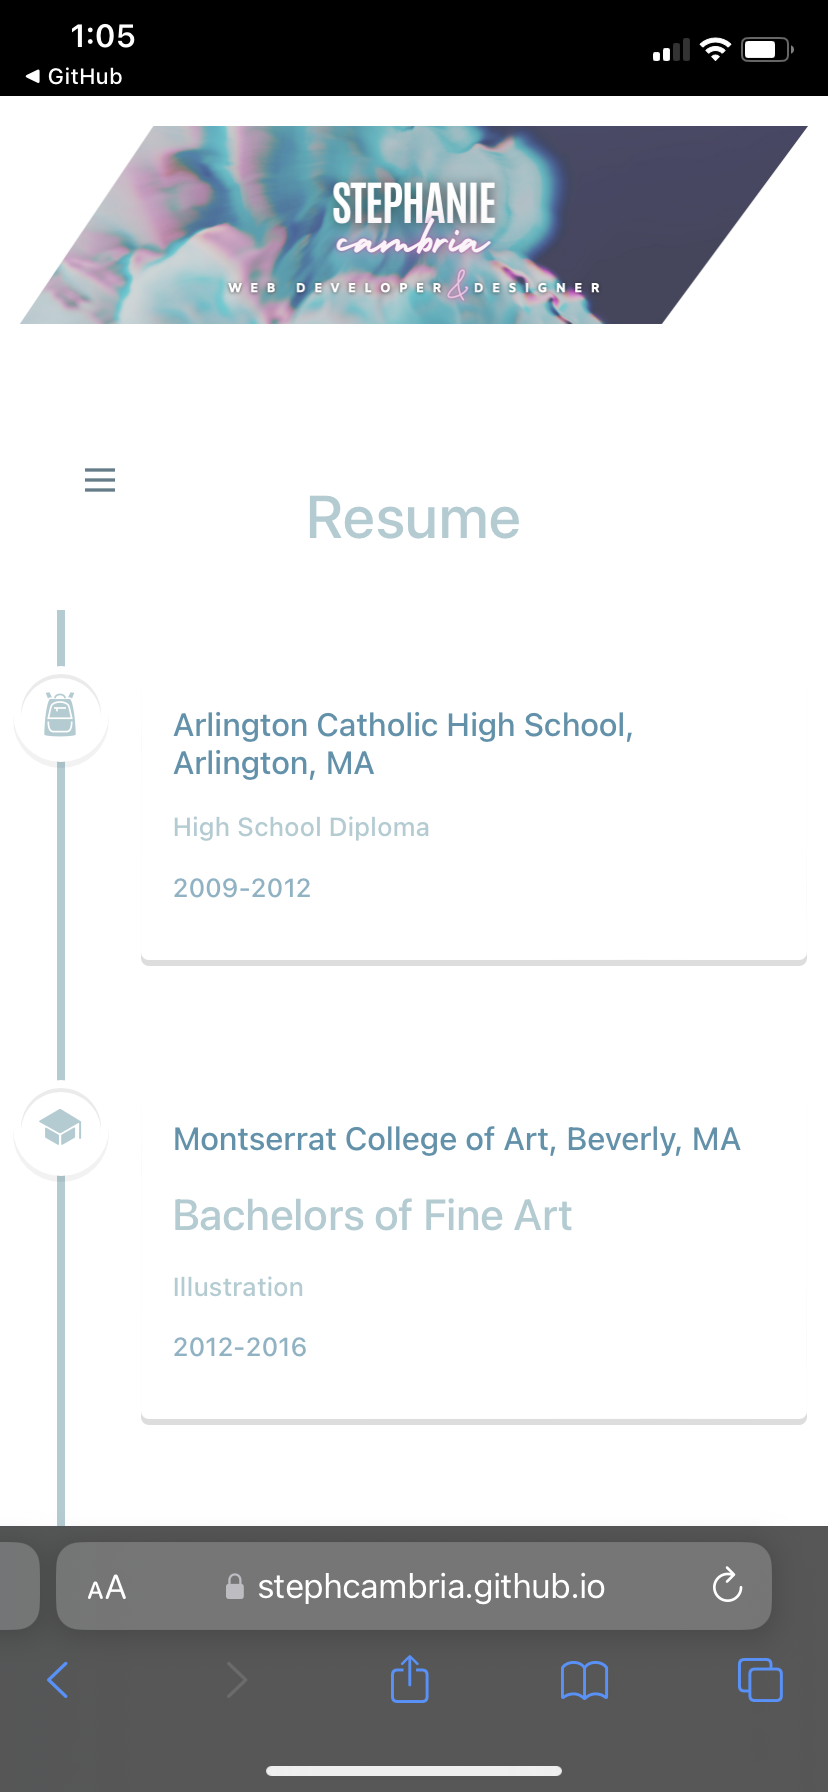 1:05
◀ GitHub
STEPHANIE
cambria
WEB DEVELOPER & DESIGNER
Resume
Arlington Catholic High School,
Arlington, MA
High School Diploma
2009-2012
Montserrat College of Art, Beverly, MA
Bachelors of Fine Art
Illustration
2012-2016
AA stephcambria.github.io